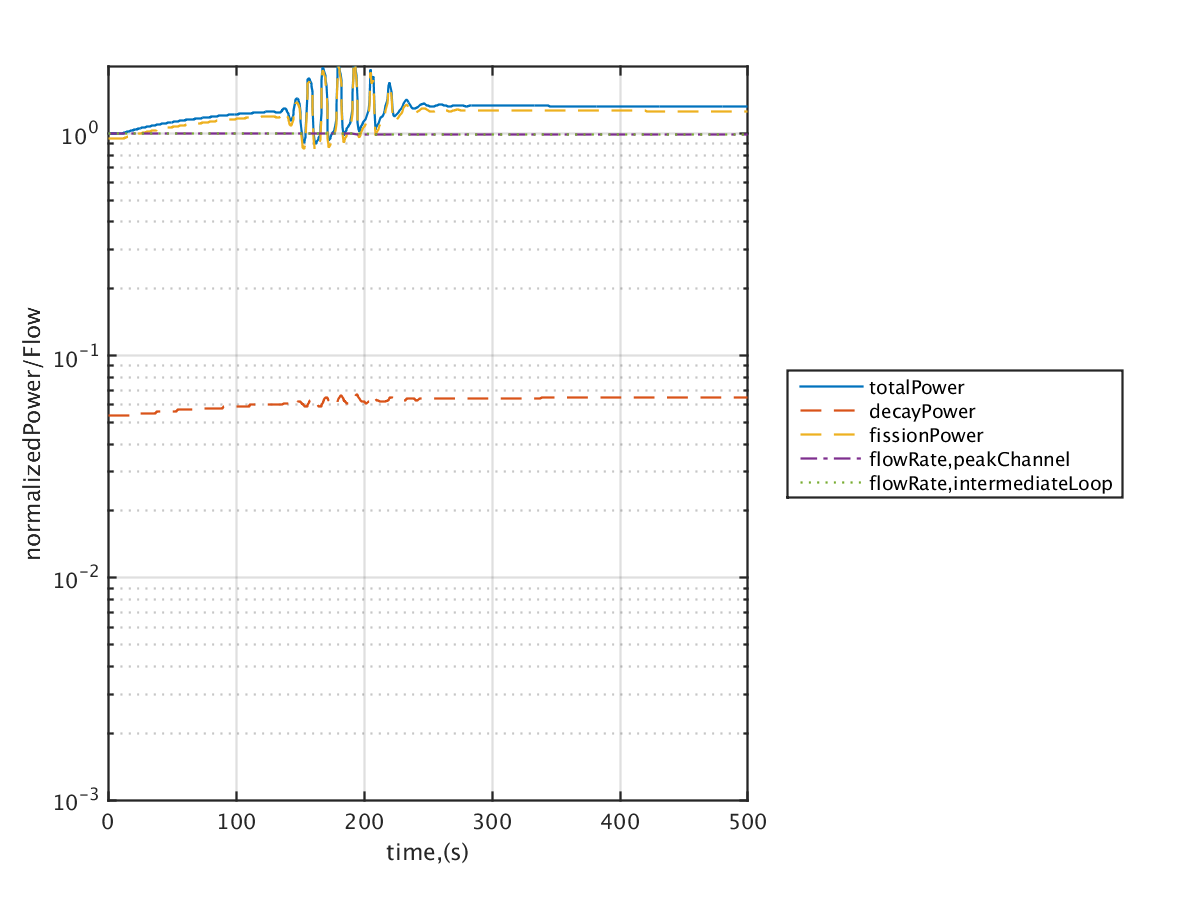 10^0
10^-1
10^-2
10^-3
normalizedPower/Flow
0 100 200 300 400 500
time,(s)
totalPower
decayPower
fissionPower
flowRate,peakChannel
flowRate,intermediateLoop